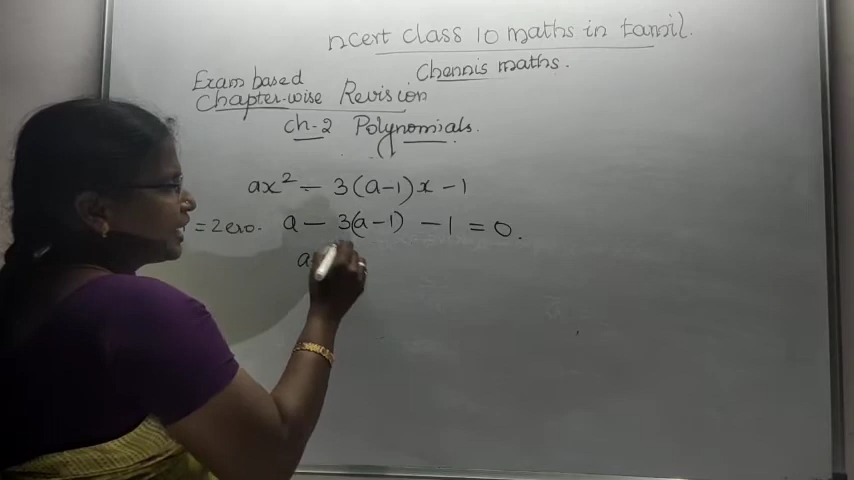 ncert class 10 maths in tamil.
Chennis maths.
Exam based
Chapter-wise Revision
Ch-2 Polynomials.
ax² - 3(a-1)x - 1
= Zero. a - 3(a-1) - 1 = 0.
a